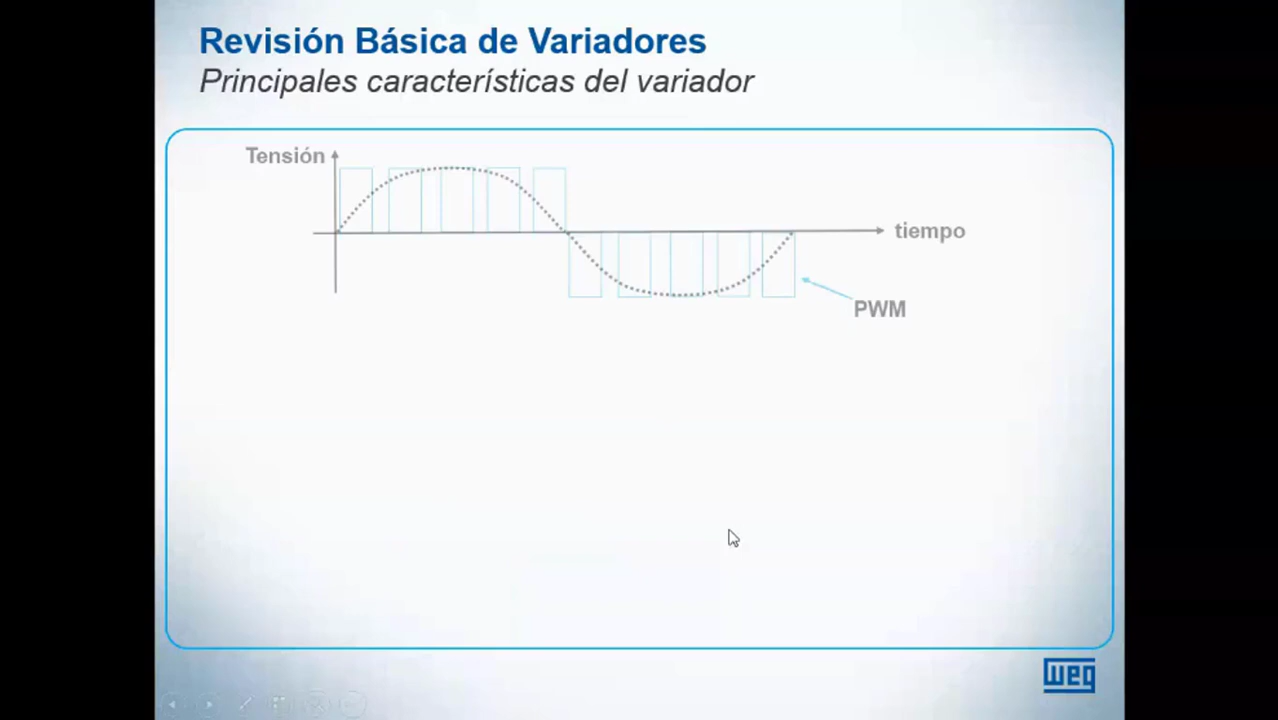 Revisión Básica de Variadores
Principales características del variador
Tensión
tiempo
PWM
WEG